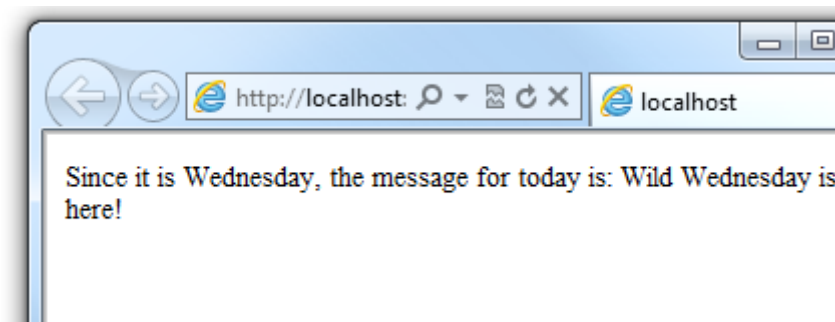 http://localhost:
localhost
Since it is Wednesday, the message for today is: Wild Wednesday is
here!